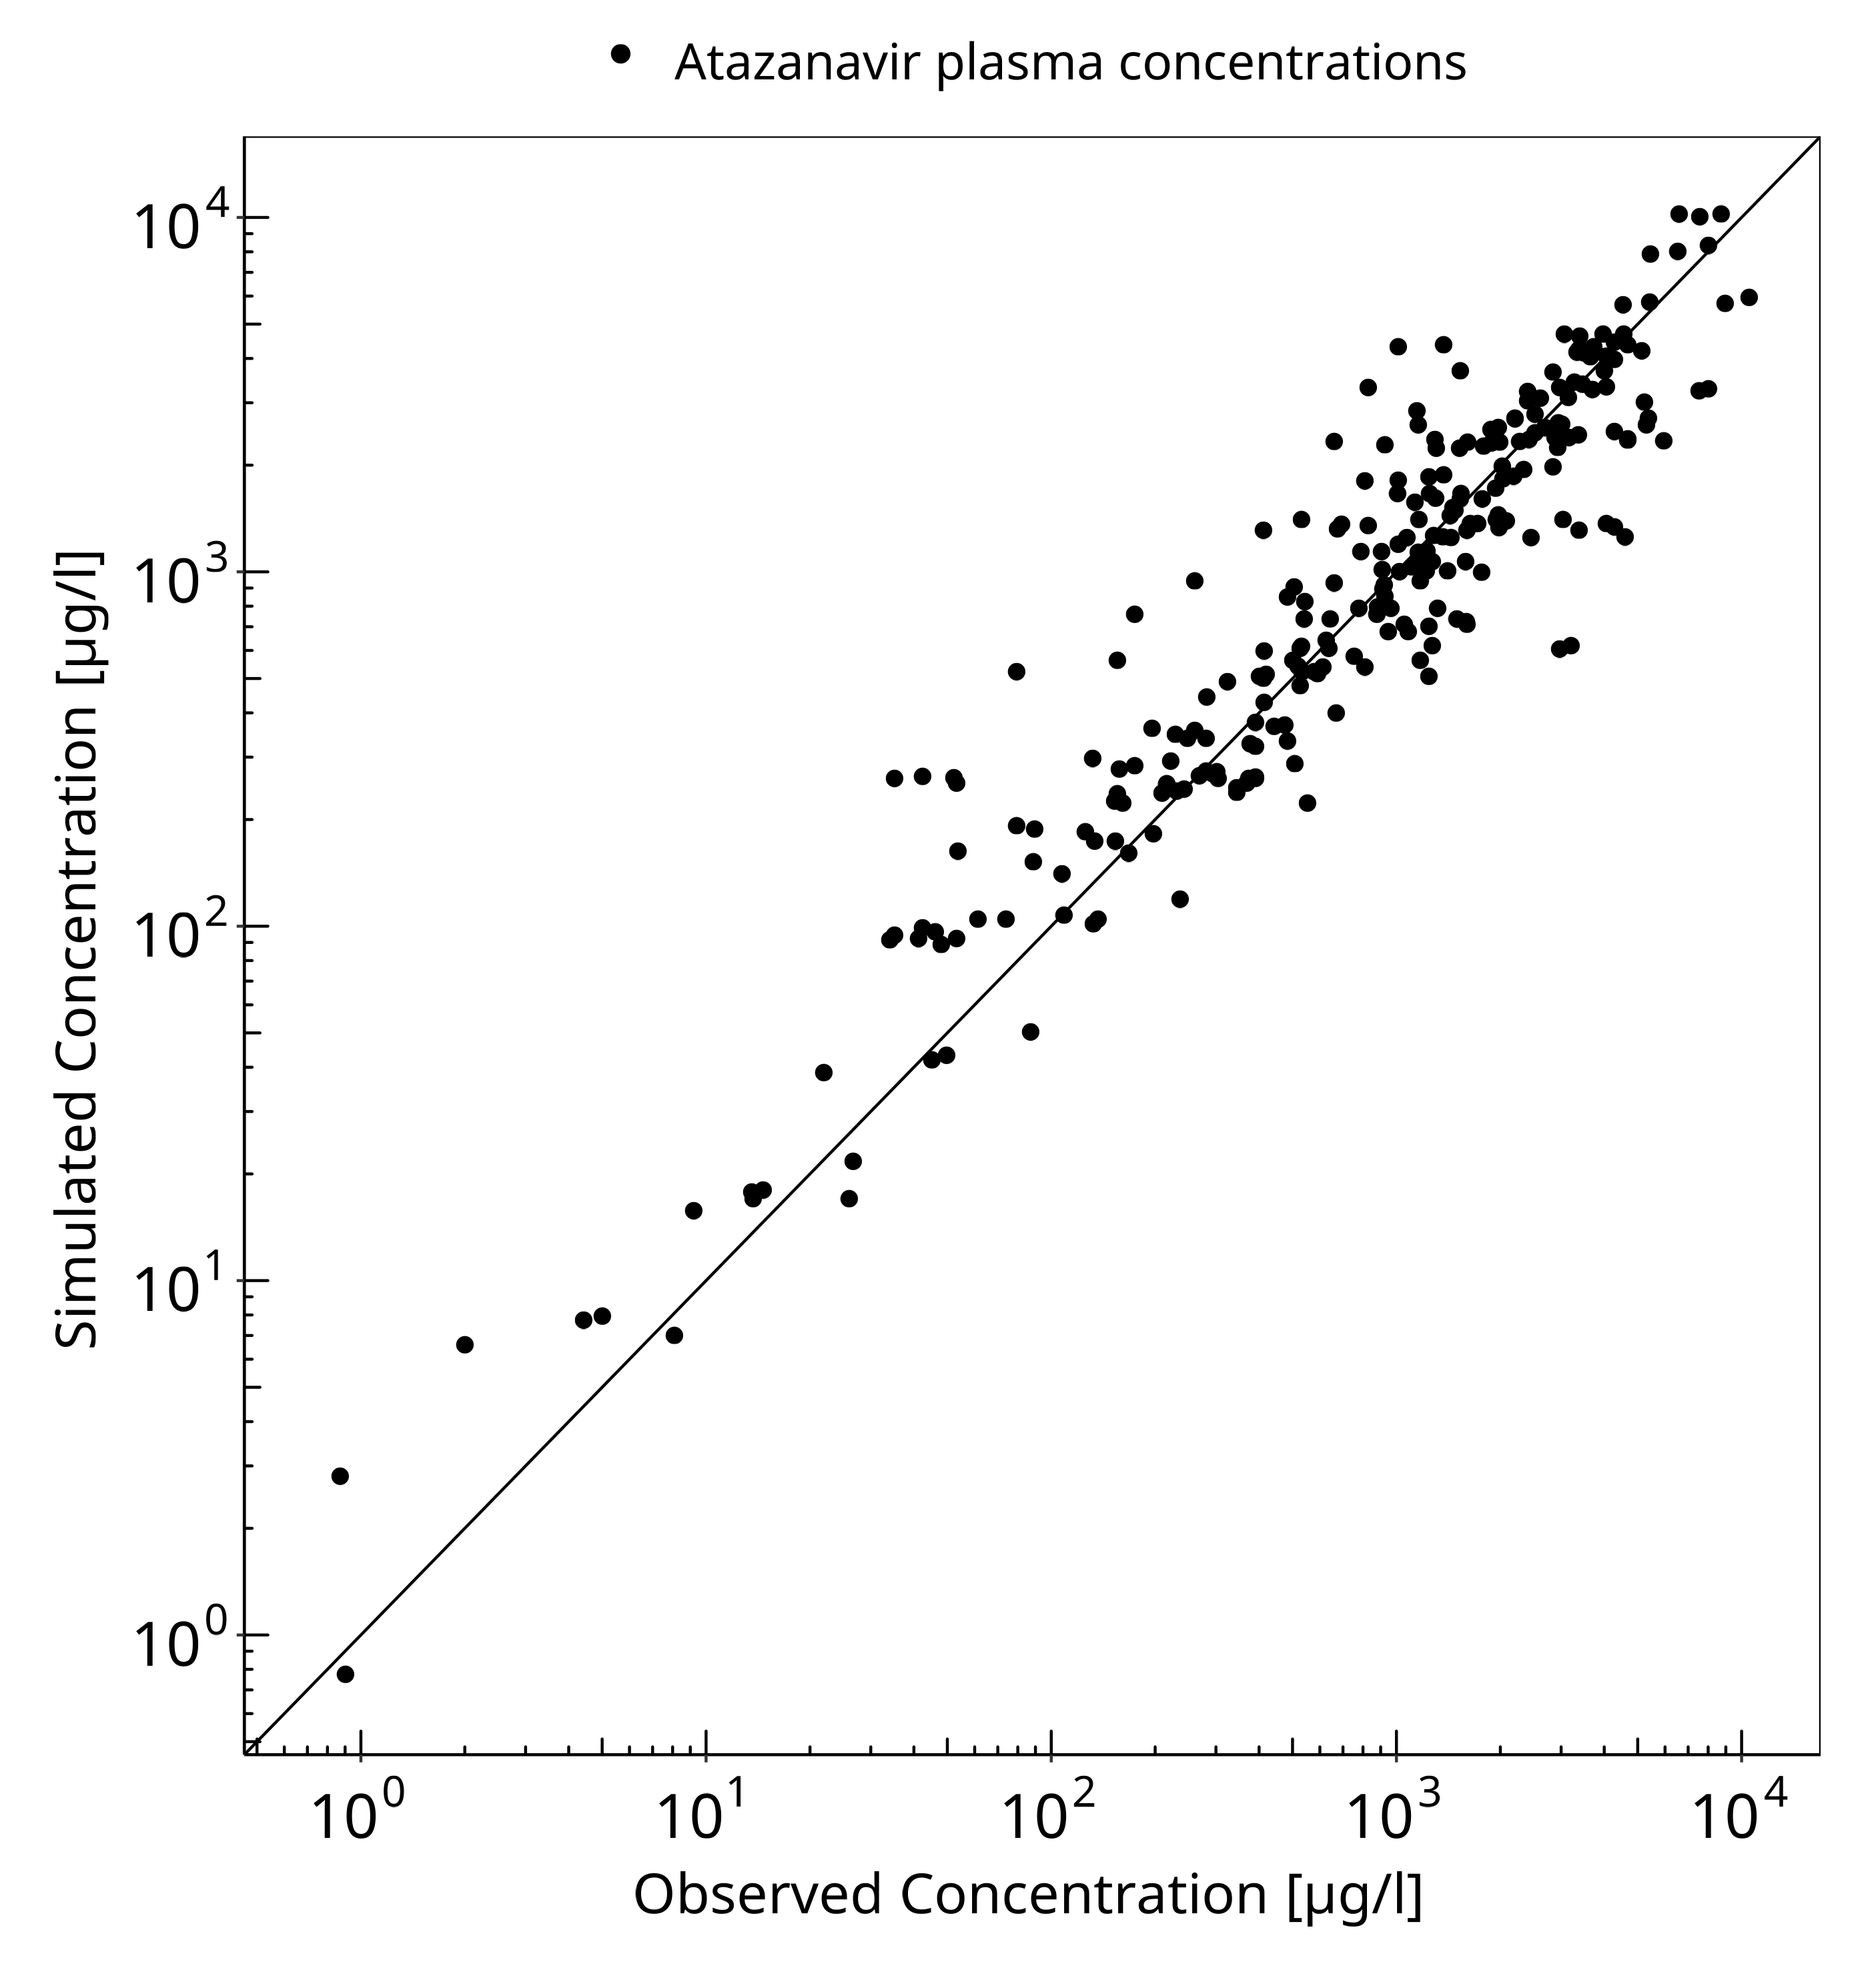 Atazanavir plasma concentrations
Simulated Concentration [µg/l]
10^4
10^3
10^2
10^1
10^0
10^0 10^1 10^2 10^3 10^4
Observed Concentration [µg/l]